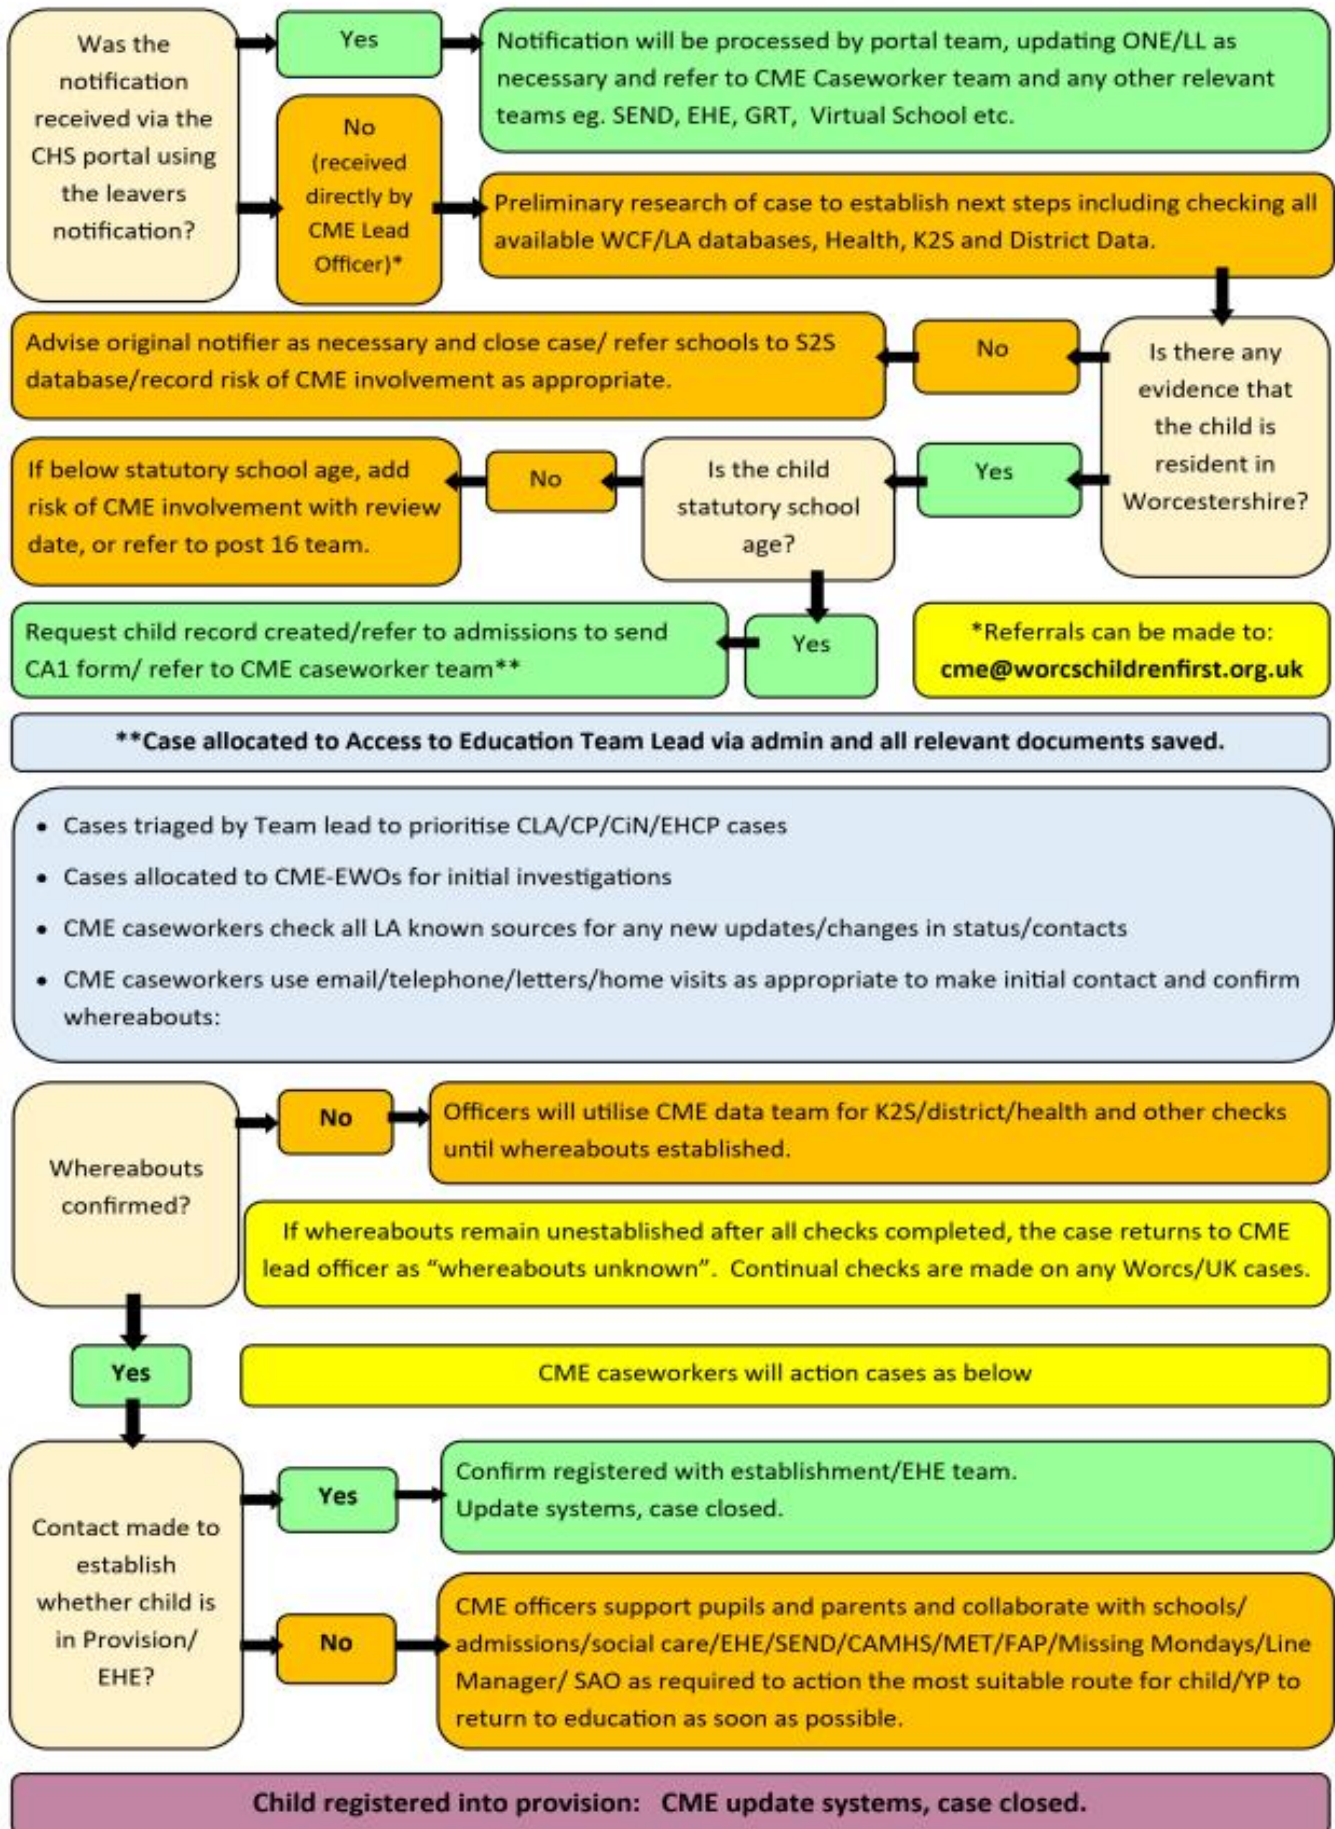 Was the
notification
received via the
CHS portal using
the leavers
notification?
Yes
Notification will be processed by portal team, updating ONE/LL as
necessary and refer to CME Caseworker team and any other relevant
teams eg. SEND, EHE, GRT, Virtual School etc.
No
(received
directly by
CME Lead
Officer)*
Preliminary research of case to establish next steps including checking all
available WCF/LA databases, Health, K2S and District Data.
Is there any
evidence that
the child is
resident in
Worcestershire?
No
Advise original notifier as necessary and close case/ refer schools to S2S
database/record risk of CME involvement as appropriate.
Yes
Is the child
statutory school
age?
No
If below statutory school age, add
risk of CME involvement with review
date, or refer to post 16 team.
Yes
Request child record created/refer to admissions to send
CA1 form/ refer to CME caseworker team**
*Referrals can be made to:
cme@worcschildrenfirst.org.uk
**Case allocated to Access to Education Team Lead via admin and all relevant documents saved.
• Cases triaged by Team lead to prioritise CLA/CP/CiN/EHCP cases
• Cases allocated to CME-EWOs for initial investigations
• CME caseworkers check all LA known sources for any new updates/changes in status/contacts
• CME caseworkers use email/telephone/letters/home visits as appropriate to make initial contact and confirm
whereabouts:
Whereabouts
confirmed?
No
Officers will utilise CME data team for K2S/district/health and other checks
until whereabouts established.
If whereabouts remain unestablished after all checks completed, the case returns to CME
lead officer as “whereabouts unknown”. Continual checks are made on any Worcs/UK cases.
Yes
CME caseworkers will action cases as below
Contact made to
establish
whether child is
in Provision/
EHE?
Yes
Confirm registered with establishment/EHE team.
Update systems, case closed.
No
CME officers support pupils and parents and collaborate with schools/
admissions/social care/EHE/SEND/CAMHS/MET/FAP/Missing Mondays/Line
Manager/ SAO as required to action the most suitable route for child/YP to
return to education as soon as possible.
Child registered into provision: CME update systems, case closed.